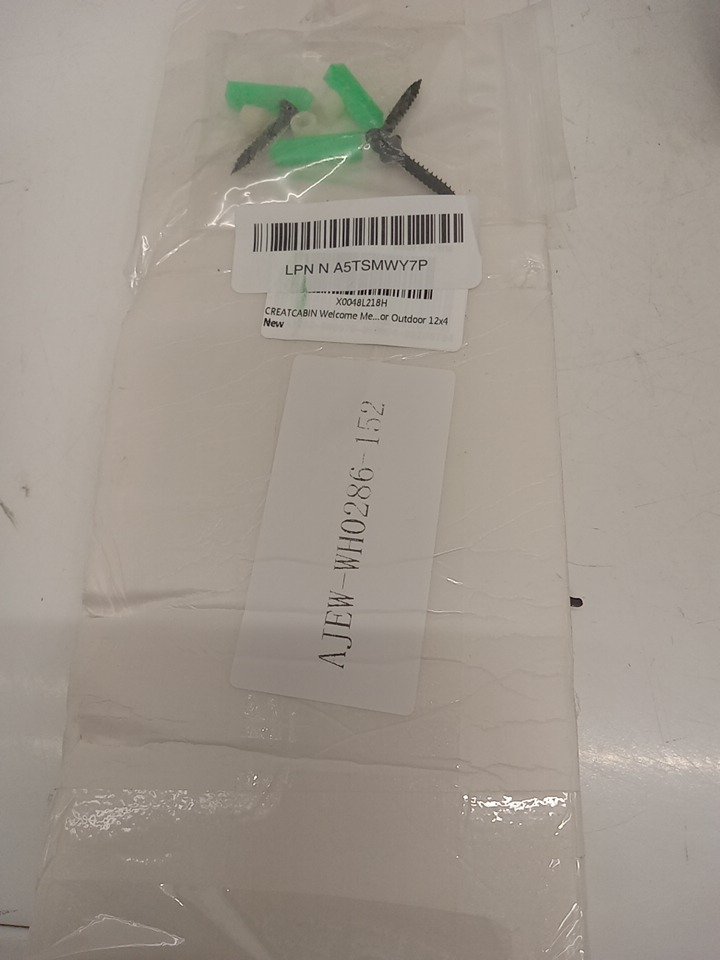 LPN N A5TSMWY7P
X0048L218H
CREATCABIN Welcome Me...or Outdoor 12x4
New
AJEW-WH0286-152